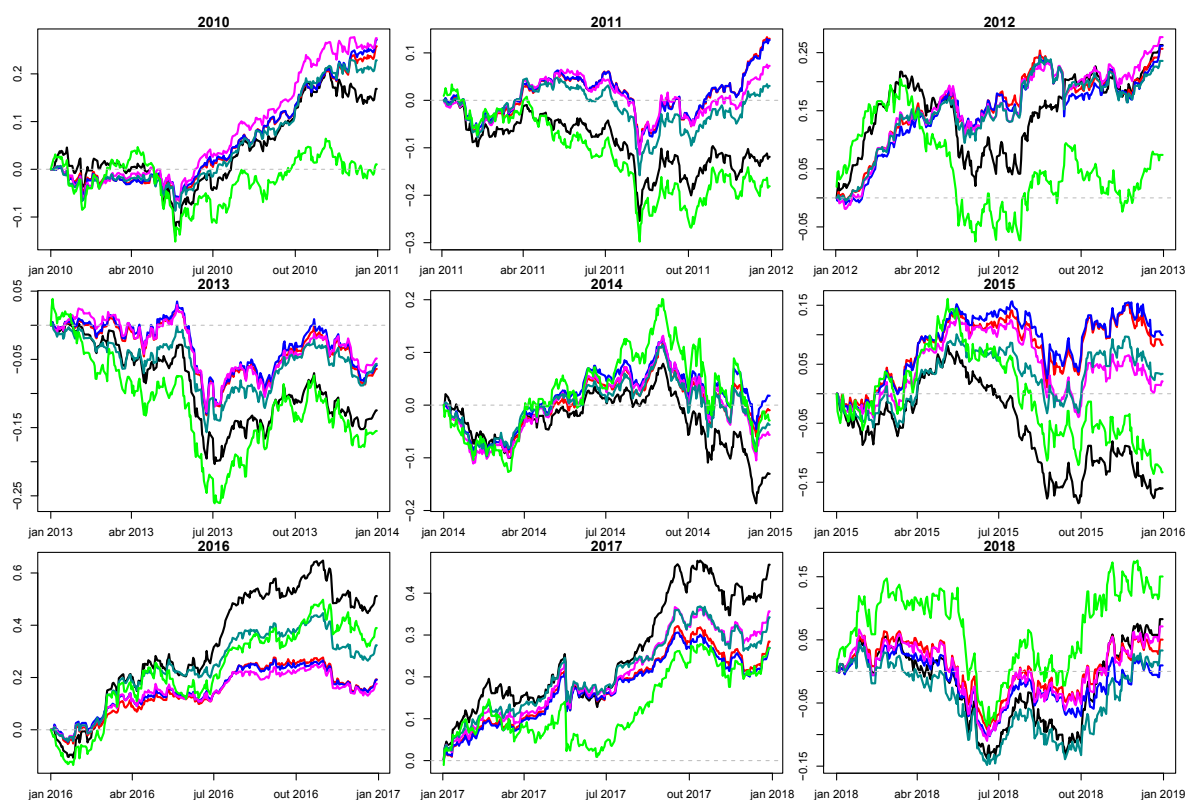 2010 2011 2012
0.2 0.1 0.0 −0.1
0.1 0.0 −0.1 −0.2 −0.3
0.25 0.15 0.05 −0.05
jan 2010 abr 2010 jul 2010 out 2010 jan 2011
jan 2011 abr 2011 jul 2011 out 2011 jan 2012
jan 2012 abr 2012 jul 2012 out 2012 jan 2013
2013 2014 2015
0.05 −0.05 −0.15 −0.25
0.2 0.1 0.0 −0.1 −0.2
0.15 0.05 −0.05 −0.15
jan 2013 abr 2013 jul 2013 out 2013 jan 2014
jan 2014 abr 2014 jul 2014 out 2014 jan 2015
jan 2015 abr 2015 jul 2015 out 2015 jan 2016
2016 2017 2018
0.6 0.4 0.2 0.0
0.4 0.3 0.2 0.1 0.0
0.15 0.05 −0.05 −0.15
jan 2016 abr 2016 jul 2016 out 2016 jan 2017
jan 2017 abr 2017 jul 2017 out 2017 jan 2018
jan 2018 abr 2018 jul 2018 out 2018 jan 2019